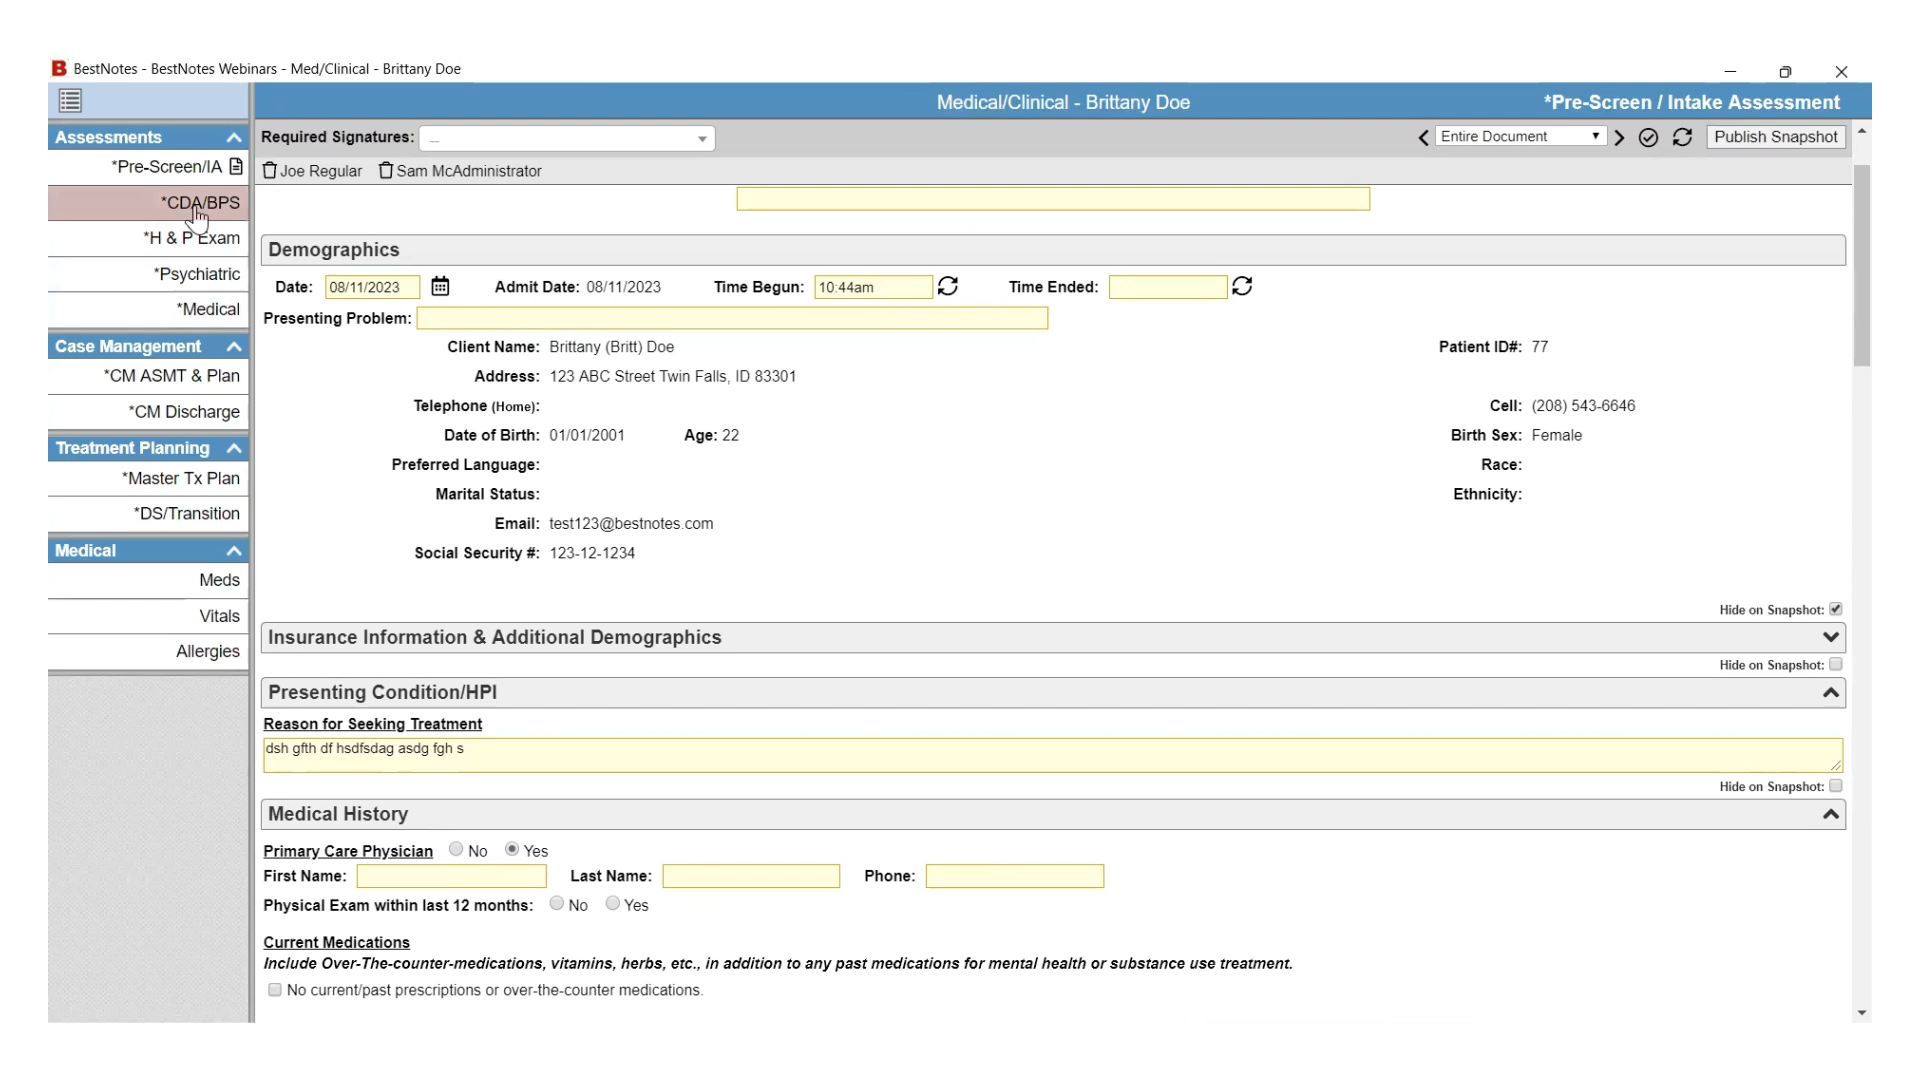 BestNotes - BestNotes Webinars - Med/Clinical - Brittany Doe
Medical/Clinical - Brittany Doe
*Pre-Screen / Intake Assessment
Assessments
*Pre-Screen/IA
*CDA/BPS
*H & P Exam
*Psychiatric
*Medical
Case Management
*CM ASMT & Plan
*CM Discharge
Treatment Planning
*Master Tx Plan
*DS/Transition
Medical
Meds
Vitals
Allergies
Required Signatures: ...
Entire Document
Publish Snapshot
Joe Regular Sam McAdministrator
Demographics
Date: 08/11/2023 Admit Date: 08/11/2023 Time Begun: 10:44am Time Ended:
Presenting Problem:
Client Name: Brittany (Britt) Doe Patient ID#: 77
Address: 123 ABC Street Twin Falls, ID 83301
Telephone (Home): Cell: (208) 543-6646
Date of Birth: 01/01/2001 Age: 22 Birth Sex: Female
Preferred Language: Race:
Marital Status: Ethnicity:
Email: test123@bestnotes.com
Social Security #: 123-12-1234
Hide on Snapshot:
Insurance Information & Additional Demographics
Hide on Snapshot:
Presenting Condition/HPI
Reason for Seeking Treatment
dsh gfth df hsdfsdag asdg fgh s
Hide on Snapshot:
Medical History
Primary Care Physician No Yes
First Name: Last Name: Phone:
Physical Exam within last 12 months: No Yes
Current Medications
Include Over-The-counter-medications, vitamins, herbs, etc., in addition to any past medications for mental health or substance use treatment.
No current/past prescriptions or over-the-counter medications.